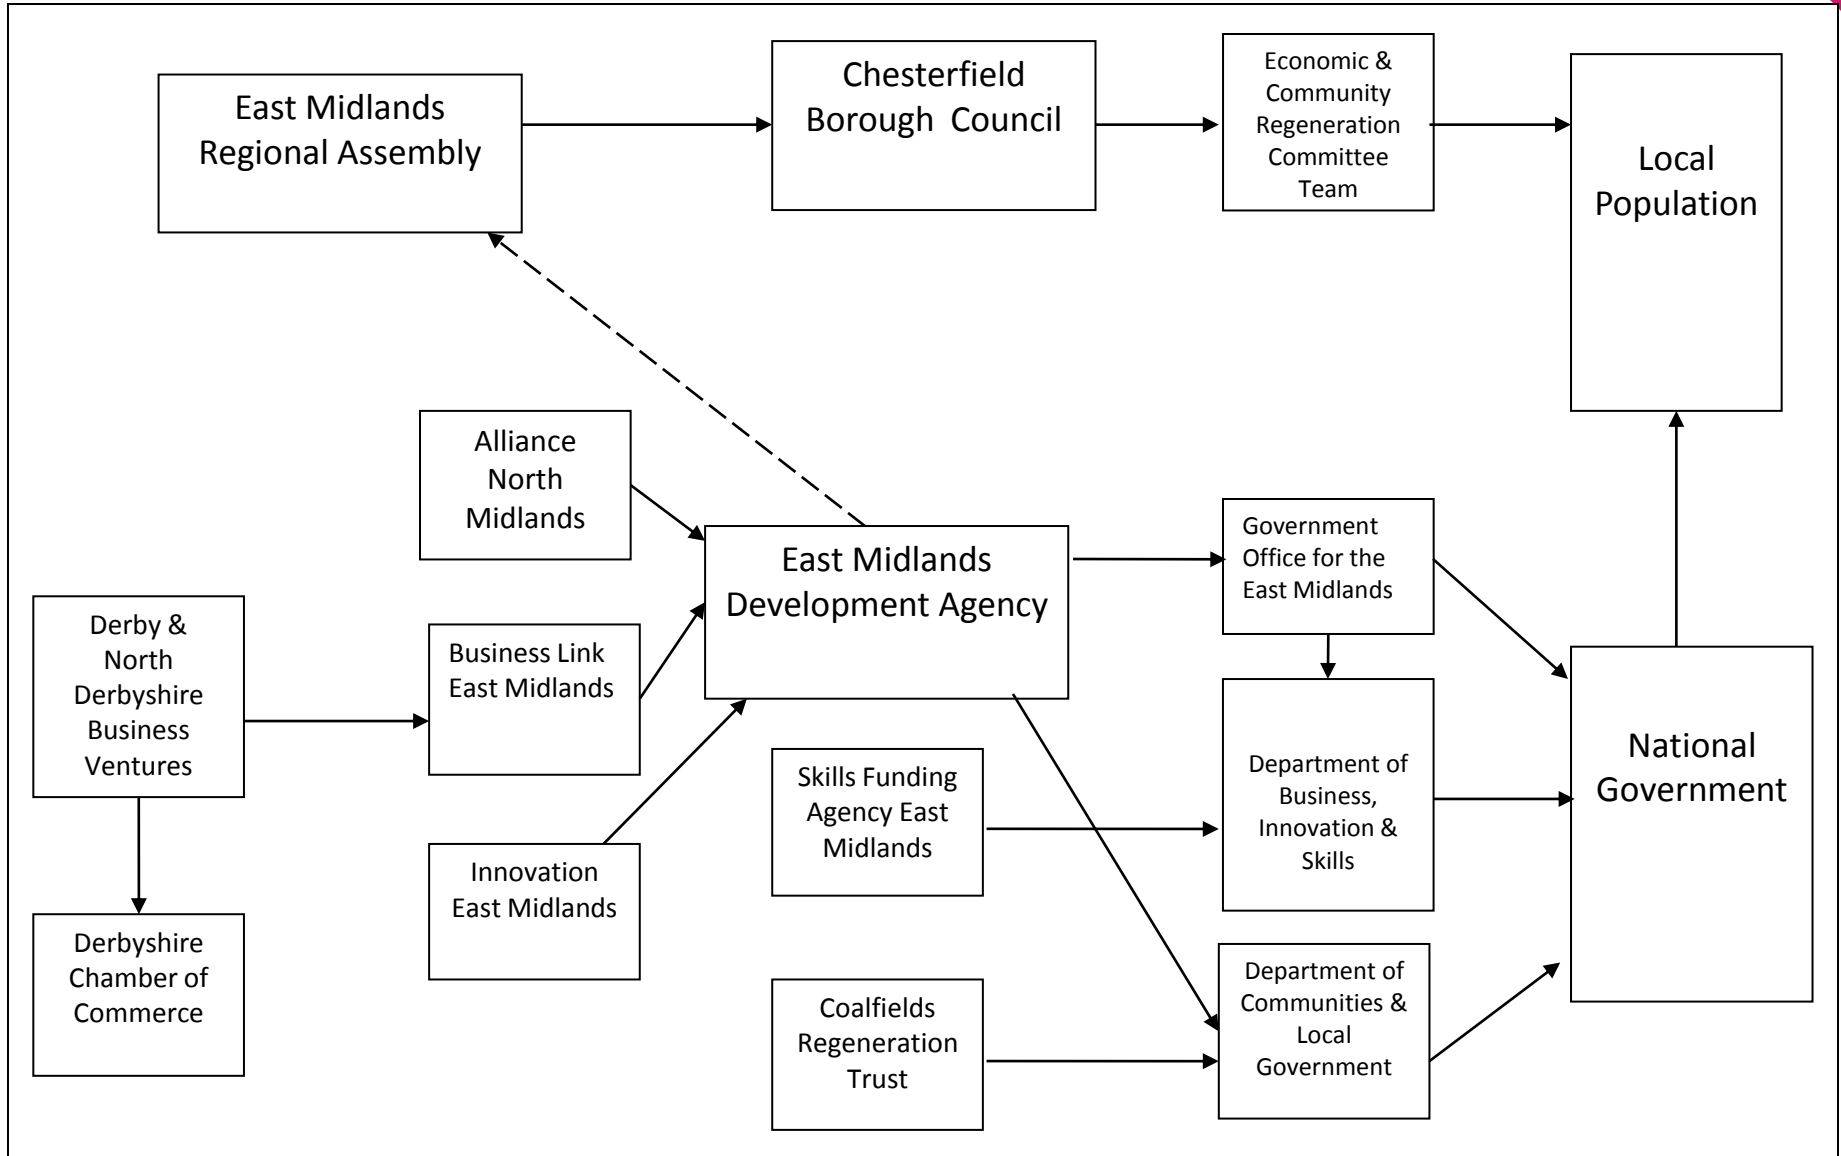 East Midlands
Regional Assembly
Chesterfield
Borough Council
Economic &
Community
Regeneration
Committee
Team
Local
Population
Alliance
North
Midlands
East Midlands
Development Agency
Government
Office for the
East Midlands
Derby &
North
Derbyshire
Business
Ventures
Business Link
East Midlands
National
Government
Skills Funding
Agency East
Midlands
Department of
Business,
Innovation &
Skills
Innovation
East Midlands
Derbyshire
Chamber of
Commerce
Coalfields
Regeneration
Trust
Department of
Communities &
Local
Government